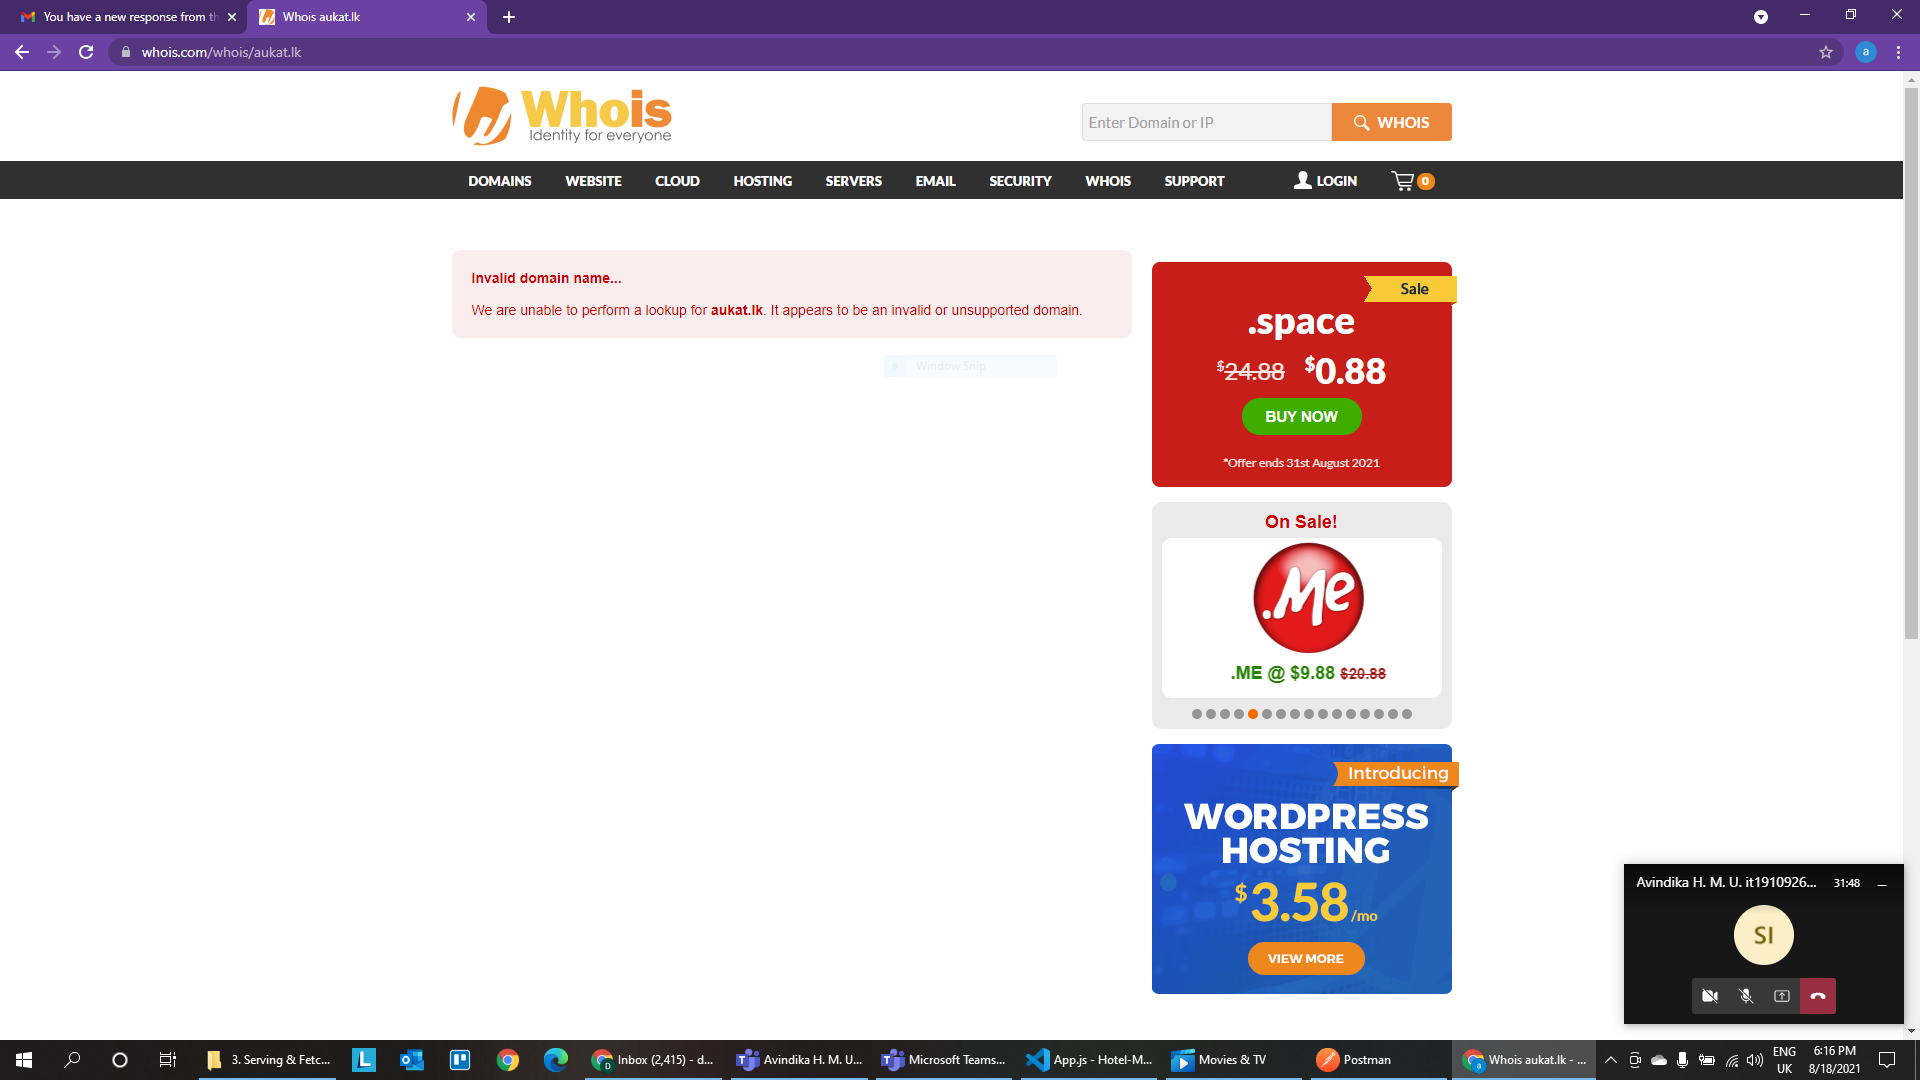 You have a new response from th
Whois aukat.lk
whois.com/whois/aukat.lk
a
Whois
Identity for everyone
Enter Domain or IP
WHOIS
DOMAINS WEBSITE CLOUD HOSTING SERVERS EMAIL SECURITY WHOIS SUPPORT LOGIN 0
Invalid domain name...
We are unable to perform a lookup for aukat.lk. It appears to be an invalid or unsupported domain.
Window Snip
Sale
.space
$24.88 $0.88
BUY NOW
*Offer ends 31st August 2021
On Sale!
.Me
.ME @ $9.88 $20.88
Introducing
WORDPRESS
HOSTING
$3.58/mo
VIEW MORE
Avindika H. M. U. it1910926... 31:48
SI
3. Serving & Fetc...
Inbox (2,415) - d...
Avindika H. M. U...
Microsoft Teams...
App.js - Hotel-M...
Movies & TV
Postman
Whois aukat.lk - ...
ENG
UK
6:16 PM
8/18/2021